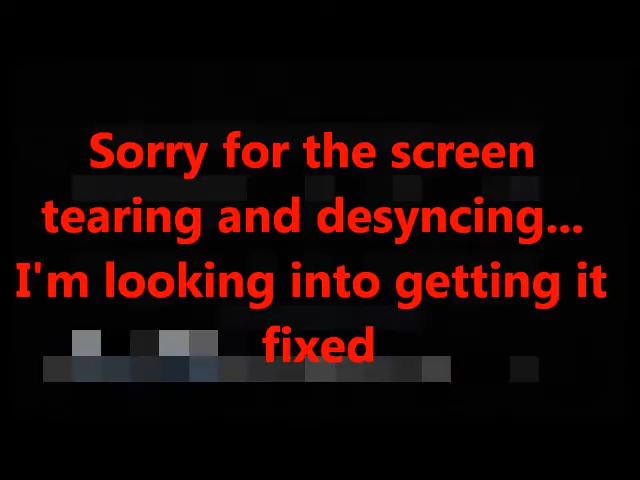 Sorry for the screen
tearing and desyncing...
I'm looking into getting it
fixed